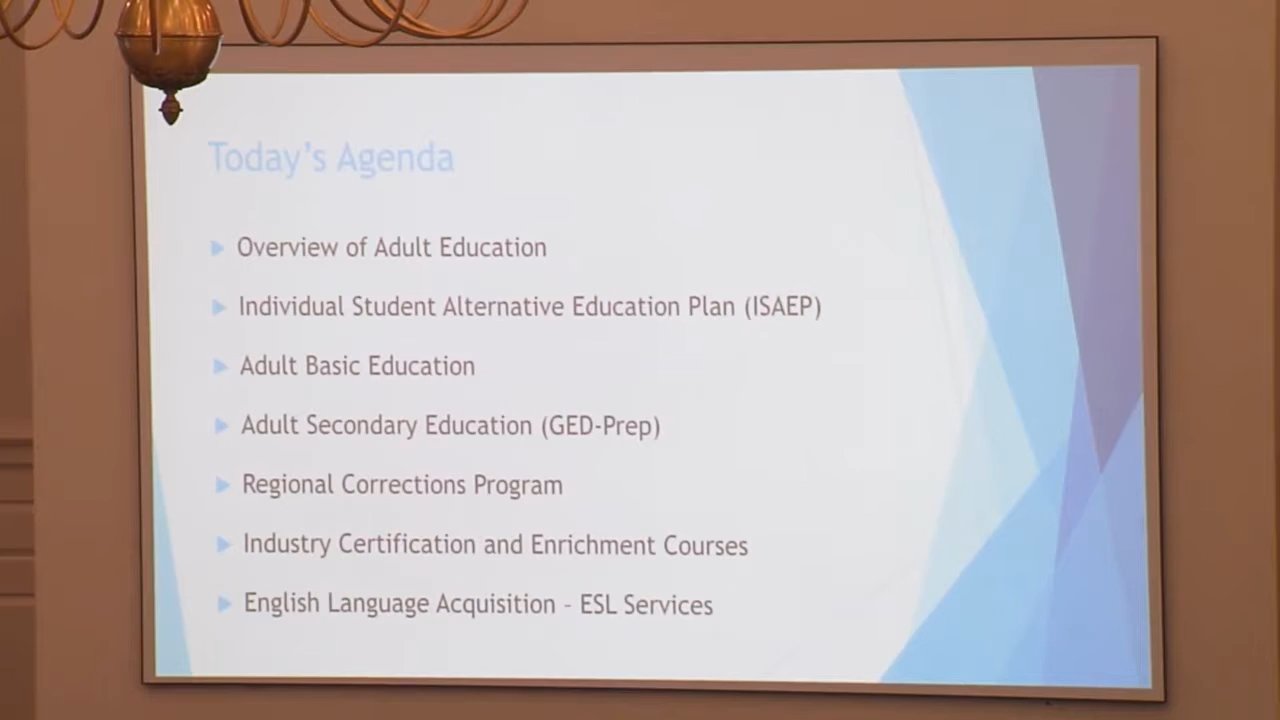 Today's Agenda
Overview of Adult Education
Individual Student Alternative Education Plan (ISAEP)
Adult Basic Education
Adult Secondary Education (GED-Prep)
Regional Corrections Program
Industry Certification and Enrichment Courses
English Language Acquisition – ESL Services